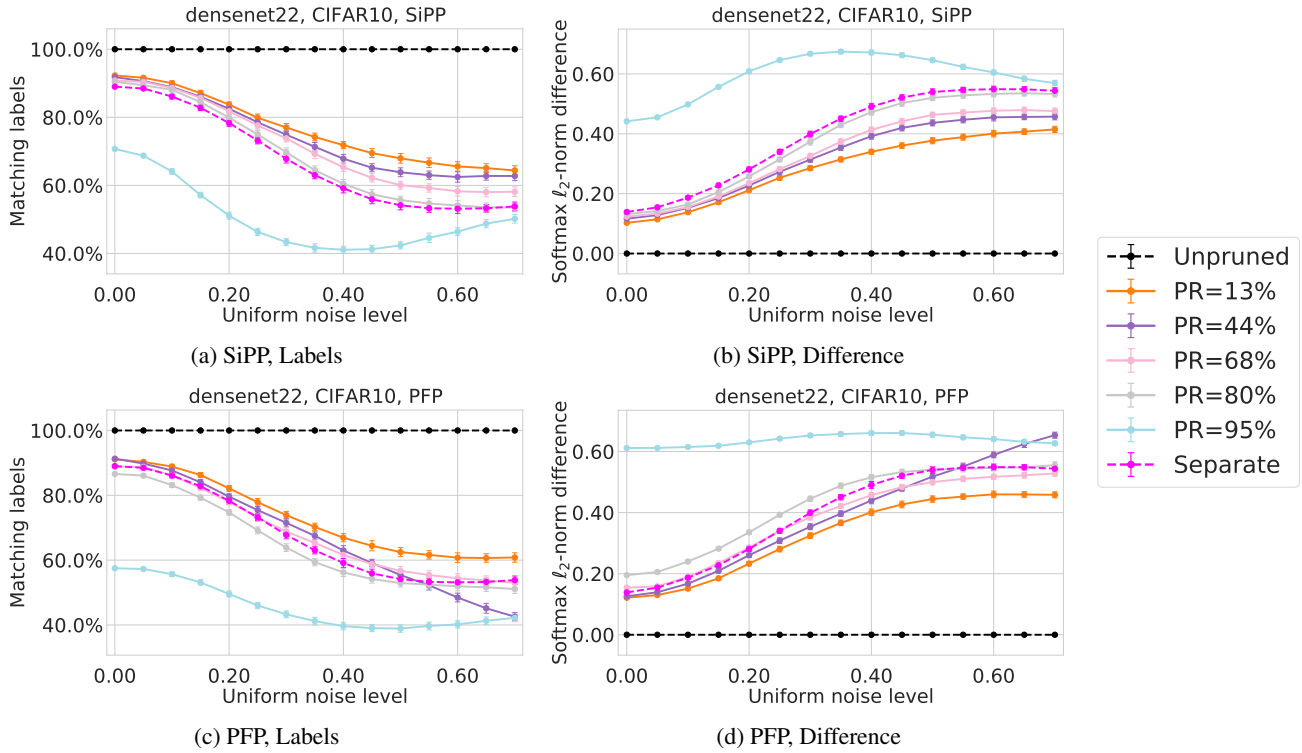 densenet22, CIFAR10, SiPP
Matching labels
100.0%
80.0%
60.0%
40.0%
0.00 0.20 0.40 0.60
Uniform noise level
(a) SiPP, Labels
densenet22, CIFAR10, SiPP
Softmax ℓ2-norm difference
0.60
0.40
0.20
0.00
0.00 0.20 0.40 0.60
Uniform noise level
(b) SiPP, Difference
densenet22, CIFAR10, PFP
Matching labels
100.0%
80.0%
60.0%
40.0%
0.00 0.20 0.40 0.60
Uniform noise level
(c) PFP, Labels
densenet22, CIFAR10, PFP
Softmax ℓ2-norm difference
0.60
0.40
0.20
0.00
0.00 0.20 0.40 0.60
Uniform noise level
(d) PFP, Difference
Unpruned
PR=13%
PR=44%
PR=68%
PR=80%
PR=95%
Separate